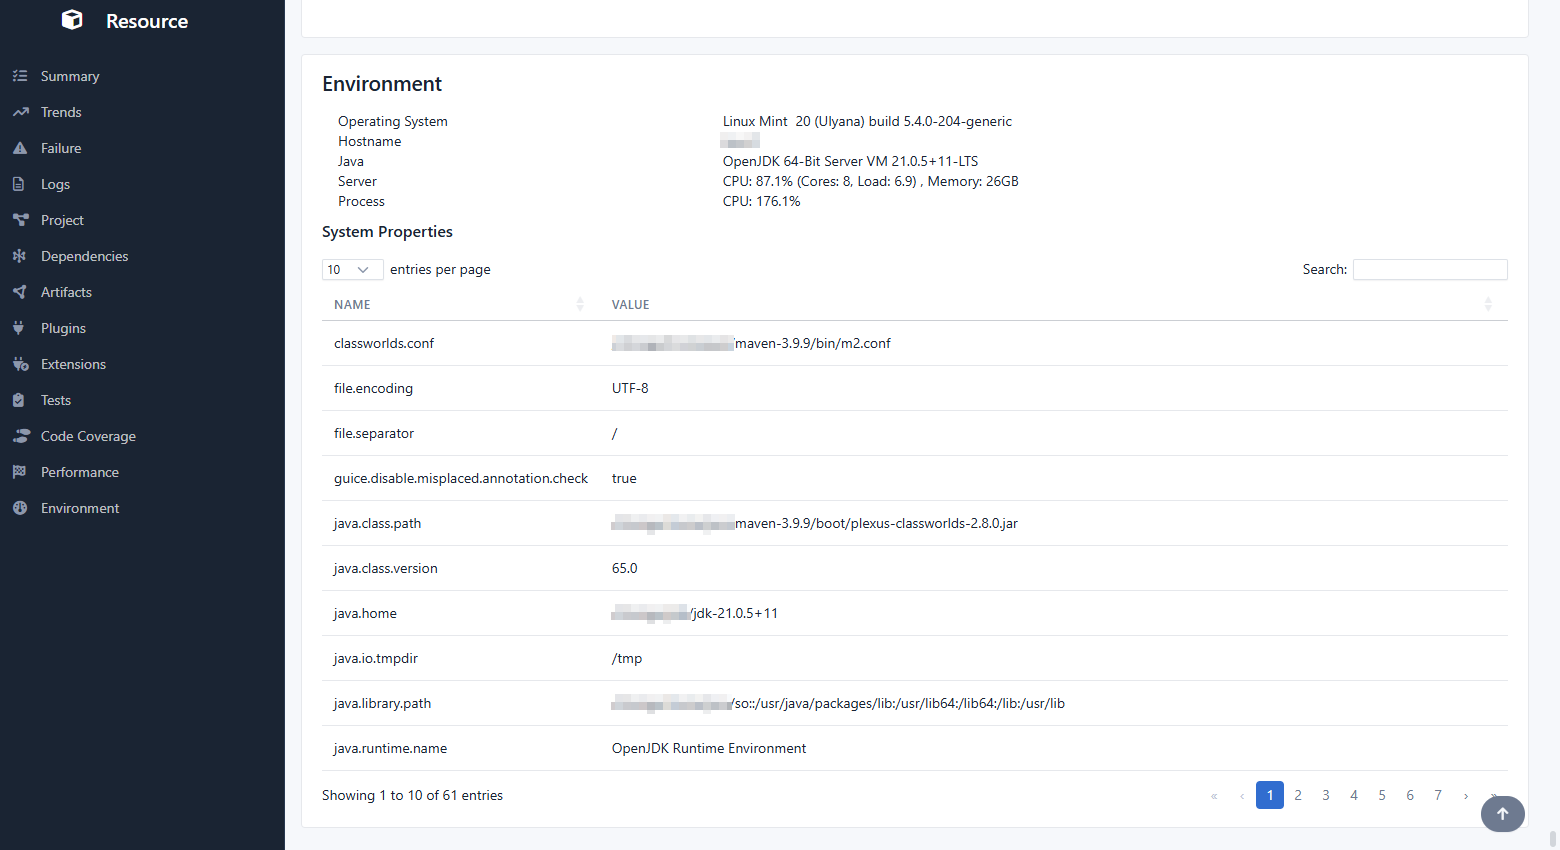 Resource
Summary
Trends
Failure
Logs
Project
Dependencies
Artifacts
Plugins
Extensions
Tests
Code Coverage
Performance
Environment
Environment
Operating System Linux Mint 20 (Ulyana) build 5.4.0-204-generic
Hostname
Java OpenJDK 64-Bit Server VM 21.0.5+11-LTS
Server CPU: 87.1% (Cores: 8, Load: 6.9) , Memory: 26GB
Process CPU: 176.1%
System Properties
10 entries per page Search:
NAME VALUE
classworlds.conf /maven-3.9.9/bin/m2.conf
file.encoding UTF-8
file.separator /
guice.disable.misplaced.annotation.check true
java.class.path maven-3.9.9/boot/plexus-classworlds-2.8.0.jar
java.class.version 65.0
java.home /jdk-21.0.5+11
java.io.tmpdir /tmp
java.library.path /so::/usr/java/packages/lib:/usr/lib64:/lib64:/lib:/usr/lib
java.runtime.name OpenJDK Runtime Environment
Showing 1 to 10 of 61 entries « ‹ 1 2 3 4 5 6 7 › »